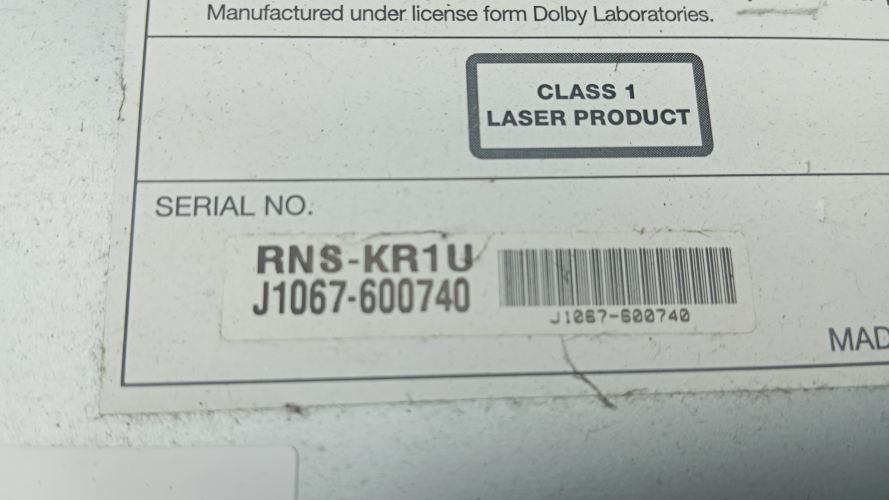 Manufactured under license form Dolby Laboratories.
CLASS 1
LASER PRODUCT
SERIAL NO.
RNS-KR1U
J1067-600740
J1067-600740
MAD